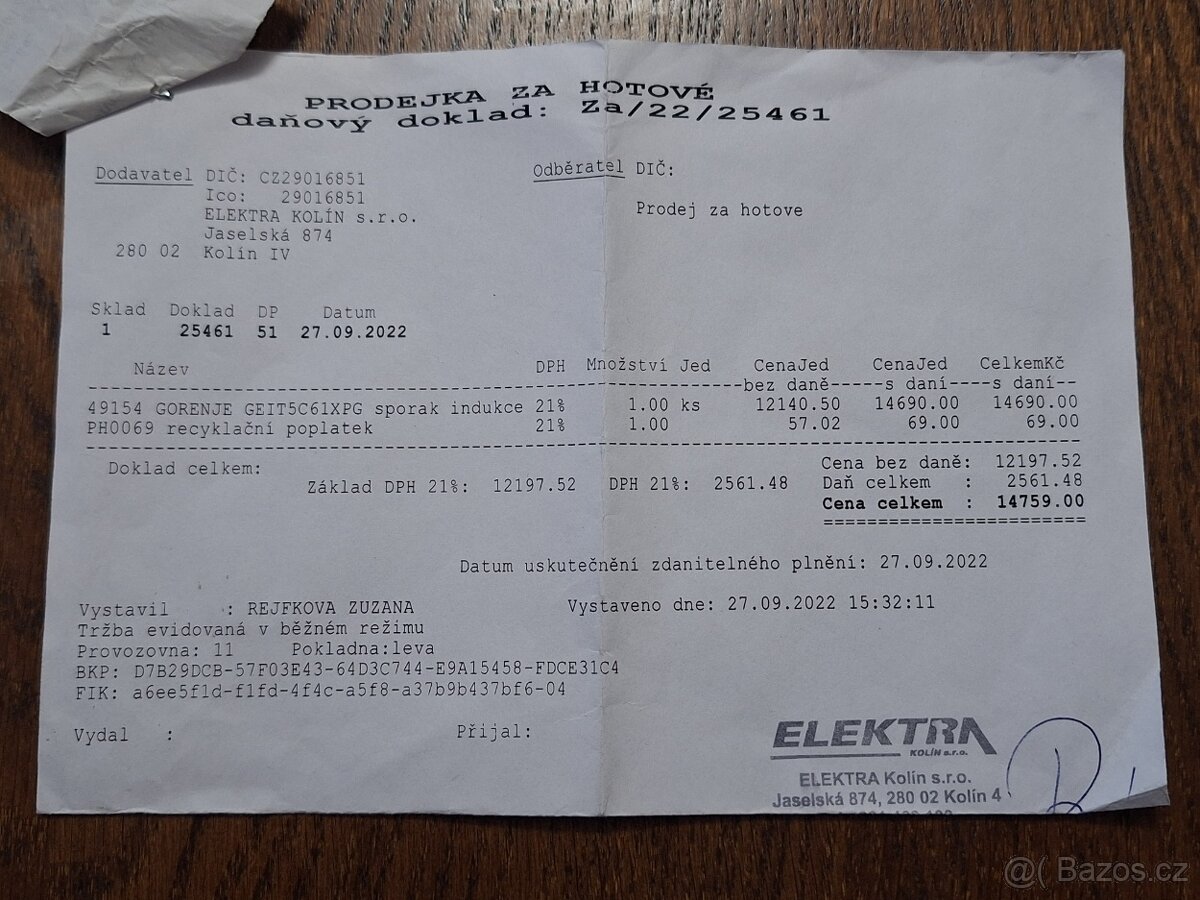 PRODEJKA ZA HOTOVÉ
daňový doklad: Za/22/25461
Dodavatel DIČ: CZ29016851
Ico: 29016851
ELEKTRA KOLÍN s.r.o.
Jaselská 874
280 02 Kolín IV
Odběratel DIČ:
Prodej za hotove
Sklad Doklad DP Datum
1 25461 51 27.09.2022
Název DPH Množství Jed CenaJed CenaJed CelkemKč
bez daně-----s daní----s daní--
49154 GORENJE GEIT5C61XPG sporak indukce 21% 1.00 ks 12140.50 14690.00 14690.00
PH0069 recyklační poplatek 21% 1.00 57.02 69.00 69.00
Doklad celkem:
Základ DPH 21%: 12197.52 DPH 21%: 2561.48
Cena bez daně: 12197.52
Daň celkem : 2561.48
Cena celkem : 14759.00
Datum uskutečnění zdanitelného plnění: 27.09.2022
Vystavil : REJFKOVA ZUZANA Vystaveno dne: 27.09.2022 15:32:11
Tržba evidovaná v běžném režimu
Provozovna: 11 Pokladna:leva
BKP: D7B29DCB-57F03E43-64D3C744-E9A15458-FDCE31C4
FIK: a6ee5f1d-f1fd-4f4c-a5f8-a37b9b437bf6-04
Vydal : Přijal:
ELEKTRA
KOLÍN s.r.o.
ELEKTRA Kolín s.r.o.
Jaselská 874, 280 02 Kolín 4
@( Bazos.cz